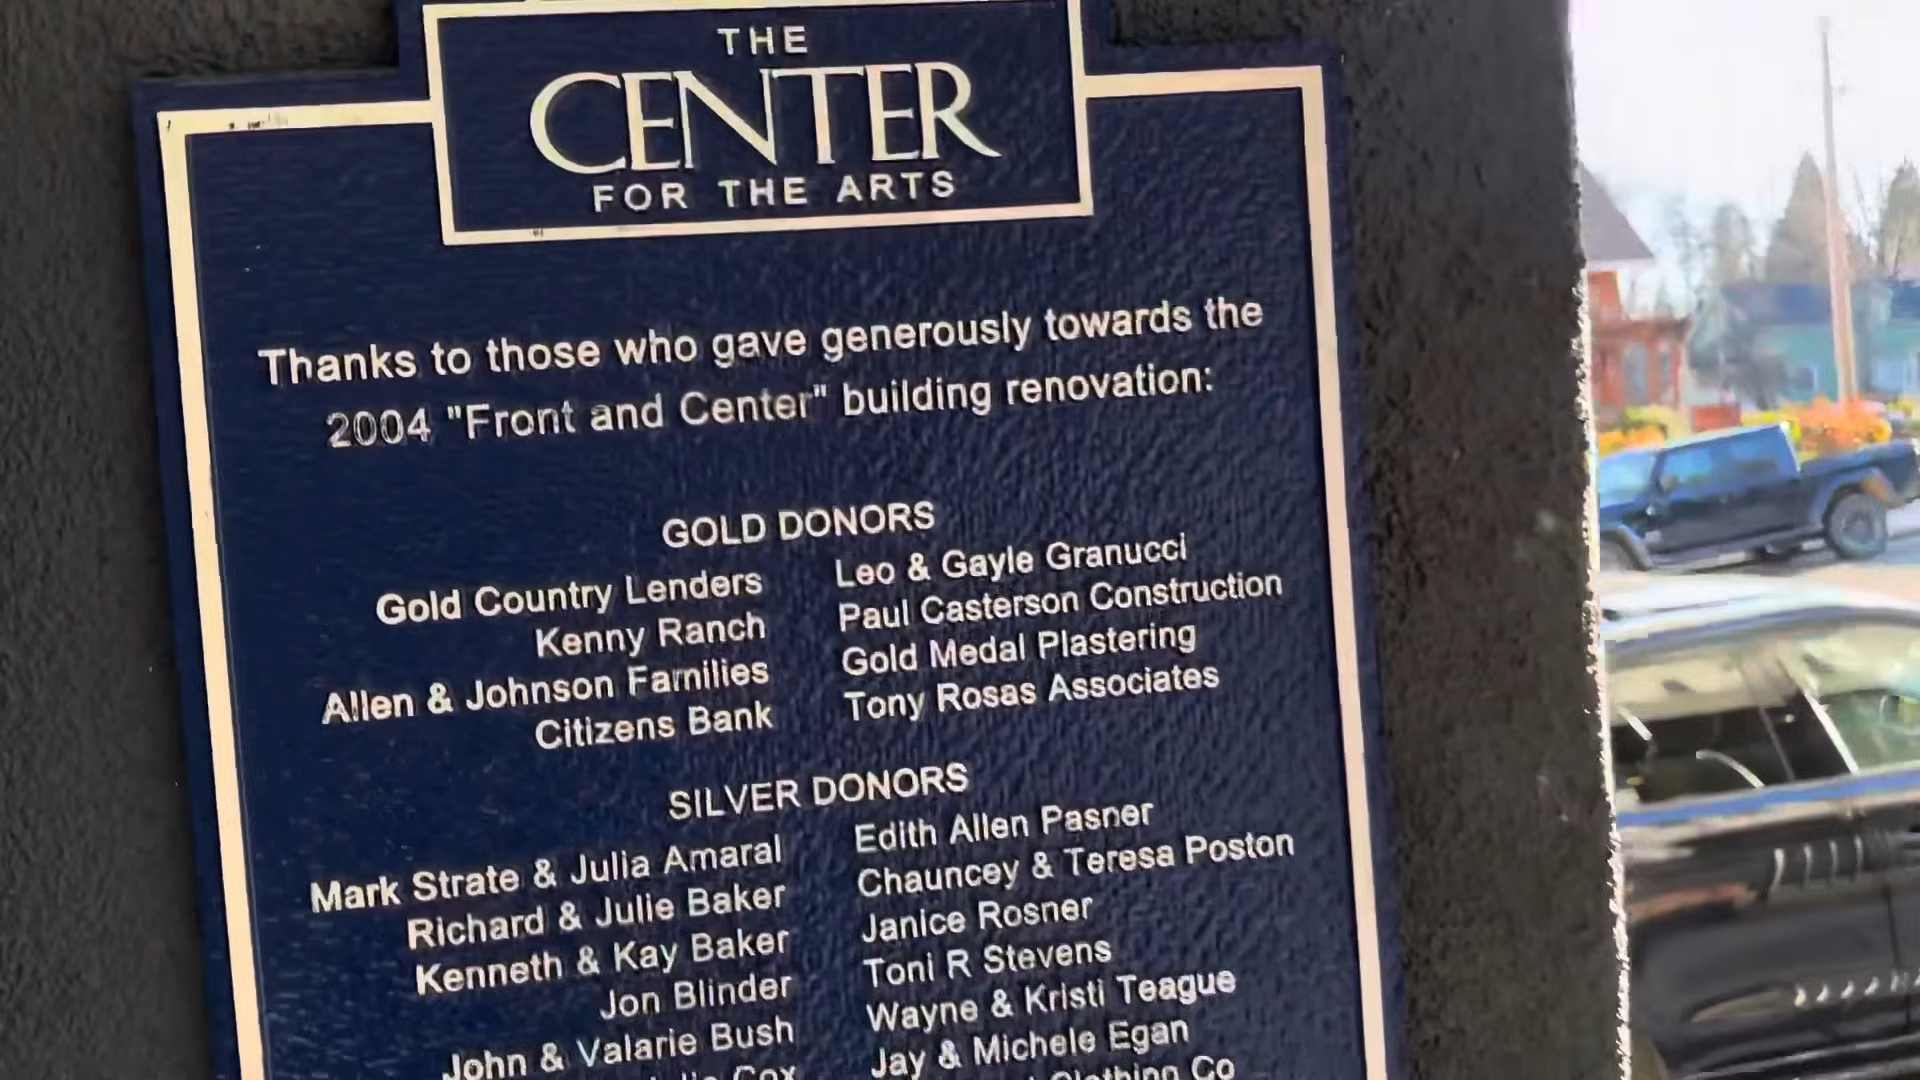 THE
CENTER
FOR THE ARTS
Thanks to those who gave generously towards the
2004 "Front and Center" building renovation:
GOLD DONORS
Gold Country Lenders
Kenny Ranch
Allen & Johnson Families
Citizens Bank
Leo & Gayle Granucci
Paul Casterson Construction
Gold Medal Plastering
Tony Rosas Associates
SILVER DONORS
Mark Strate & Julia Amaral
Richard & Julie Baker
Kenneth & Kay Baker
Jon Blinder
John & Valarie Bush
Cox
Edith Allen Pasner
Chauncey & Teresa Poston
Janice Rosner
Toni R Stevens
Wayne & Kristi Teague
Jay & Michele Egan
Clothing Co